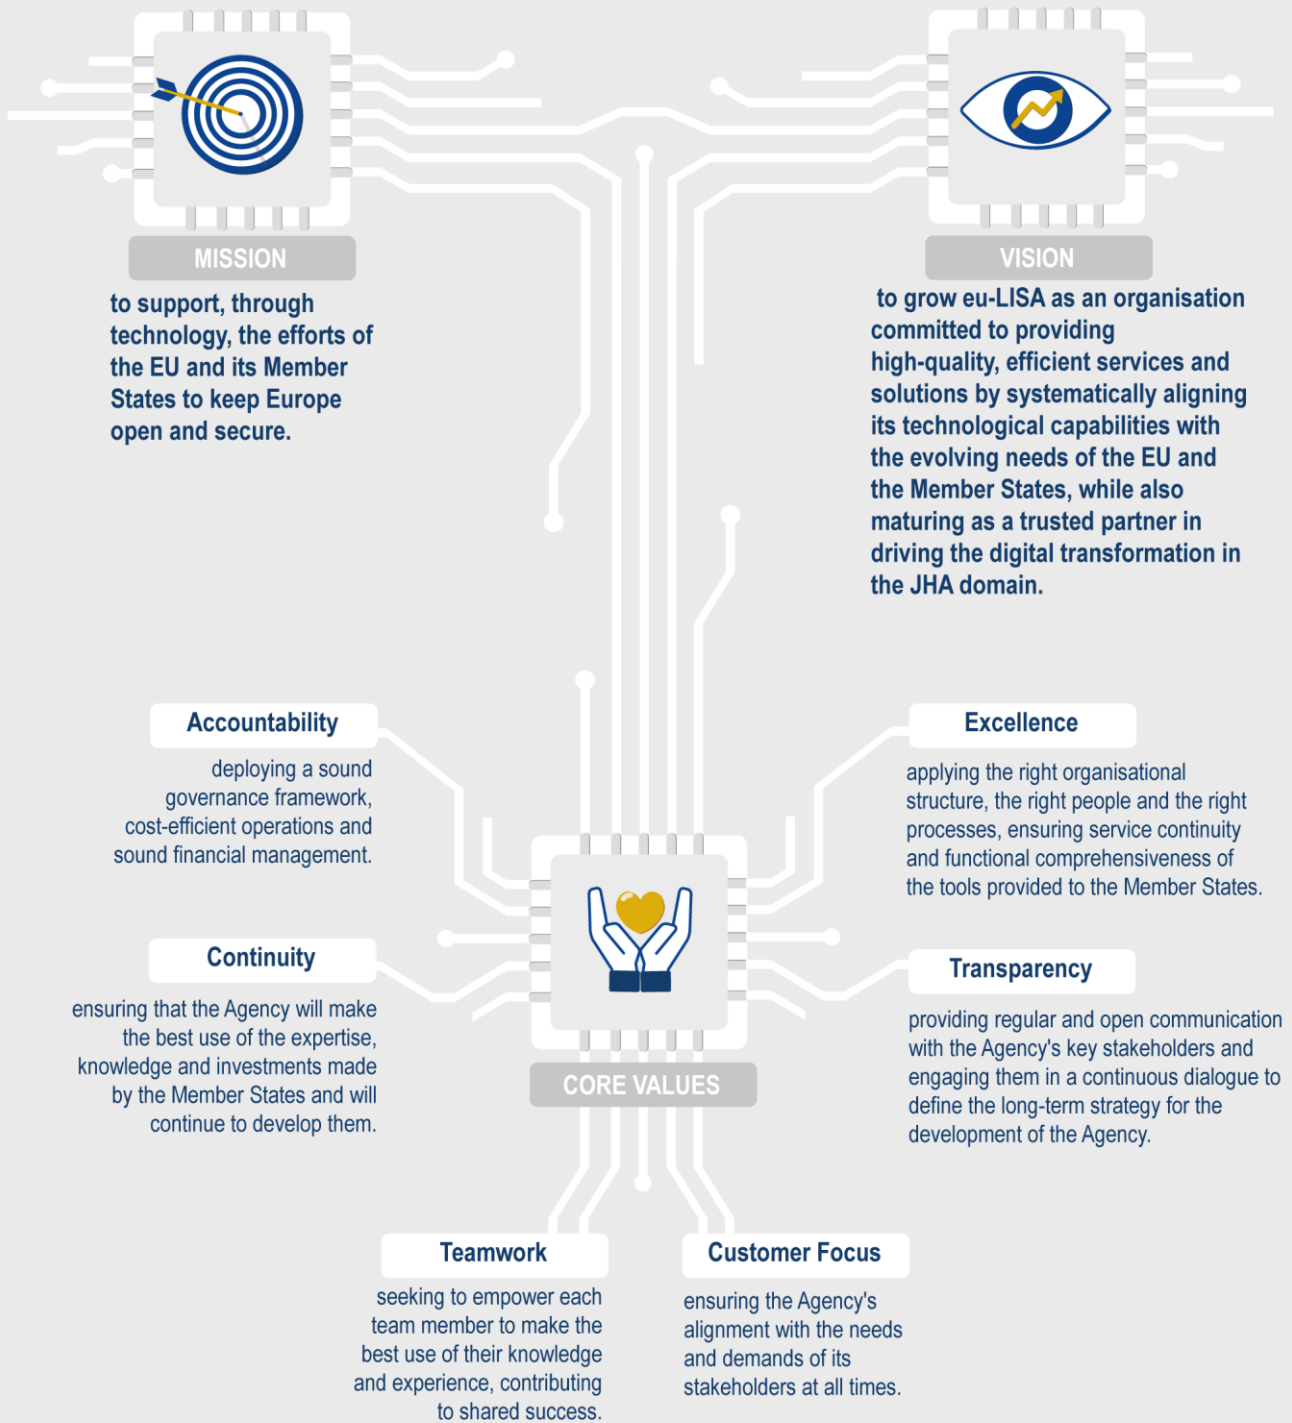 MISSION
to support, through
technology, the efforts of
the EU and its Member
States to keep Europe
open and secure.
VISION
to grow eu-LISA as an organisation
committed to providing
high-quality, efficient services and
solutions by systematically aligning
its technological capabilities with
the evolving needs of the EU and
the Member States, while also
maturing as a trusted partner in
driving the digital transformation in
the JHA domain.
Accountability
deploying a sound
governance framework,
cost-efficient operations and
sound financial management.
Excellence
applying the right organisational
structure, the right people and the right
processes, ensuring service continuity
and functional comprehensiveness of
the tools provided to the Member States.
Continuity
ensuring that the Agency will make
the best use of the expertise,
knowledge and investments made
by the Member States and will
continue to develop them.
Transparency
providing regular and open communication
with the Agency's key stakeholders and
engaging them in a continuous dialogue to
define the long-term strategy for the
development of the Agency.
CORE VALUES
Teamwork
seeking to empower each
team member to make the
best use of their knowledge
and experience, contributing
to shared success.
Customer Focus
ensuring the Agency's
alignment with the needs
and demands of its
stakeholders at all times.